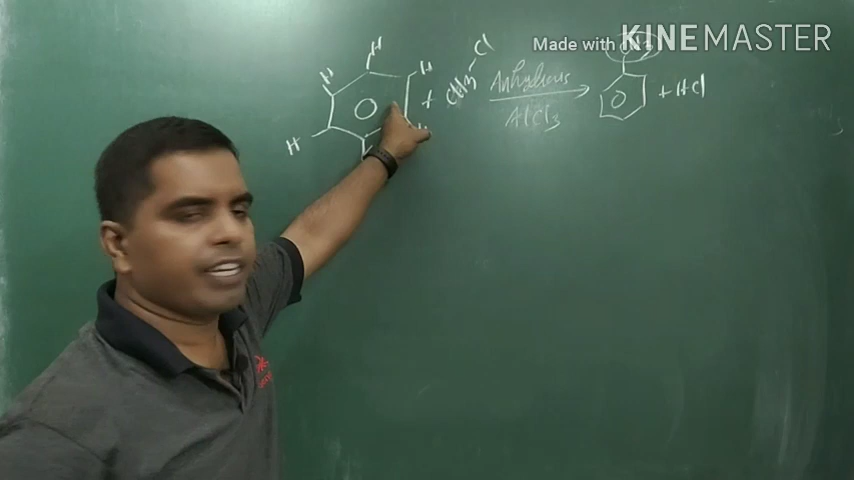 Made with KINEMASTER
H
H H
H
+ CH3-Cl
Anhydrous
AlCl3
+ HCl